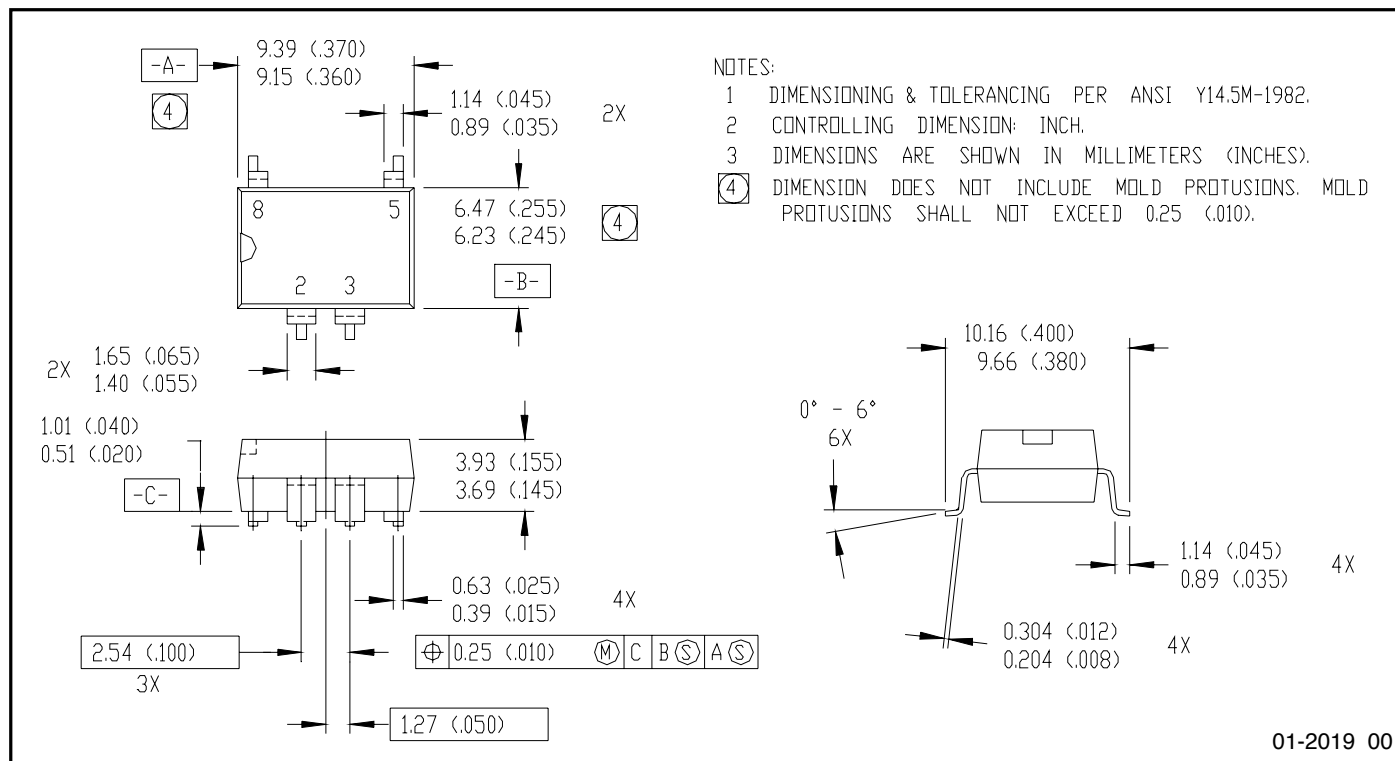 -A-
9.39 (.370)
9.15 (.360)
4
1.14 (.045)
0.89 (.035)
2X
8
5
6.47 (.255)
6.23 (.245)
4
2 3
-B-
2X
1.65 (.065)
1.40 (.055)
1.01 (.040)
0.51 (.020)
-C-
3.93 (.155)
3.69 (.145)
0.63 (.025)
0.39 (.015)
4X
2.54 (.100)
3X
⌖ 0.25 (.010) Ⓜ C B Ⓢ A Ⓢ
1.27 (.050)
NOTES:
1 DIMENSIONING & TOLERANCING PER ANSI Y14.5M-1982.
2 CONTROLLING DIMENSION: INCH.
3 DIMENSIONS ARE SHOWN IN MILLIMETERS (INCHES).
4 DIMENSION DOES NOT INCLUDE MOLD PROTUSIONS. MOLD
PROTUSIONS SHALL NOT EXCEED 0.25 (.010).
10.16 (.400)
9.66 (.380)
0° - 6°
6X
1.14 (.045)
0.89 (.035)
4X
0.304 (.012)
0.204 (.008)
4X
01-2019 00